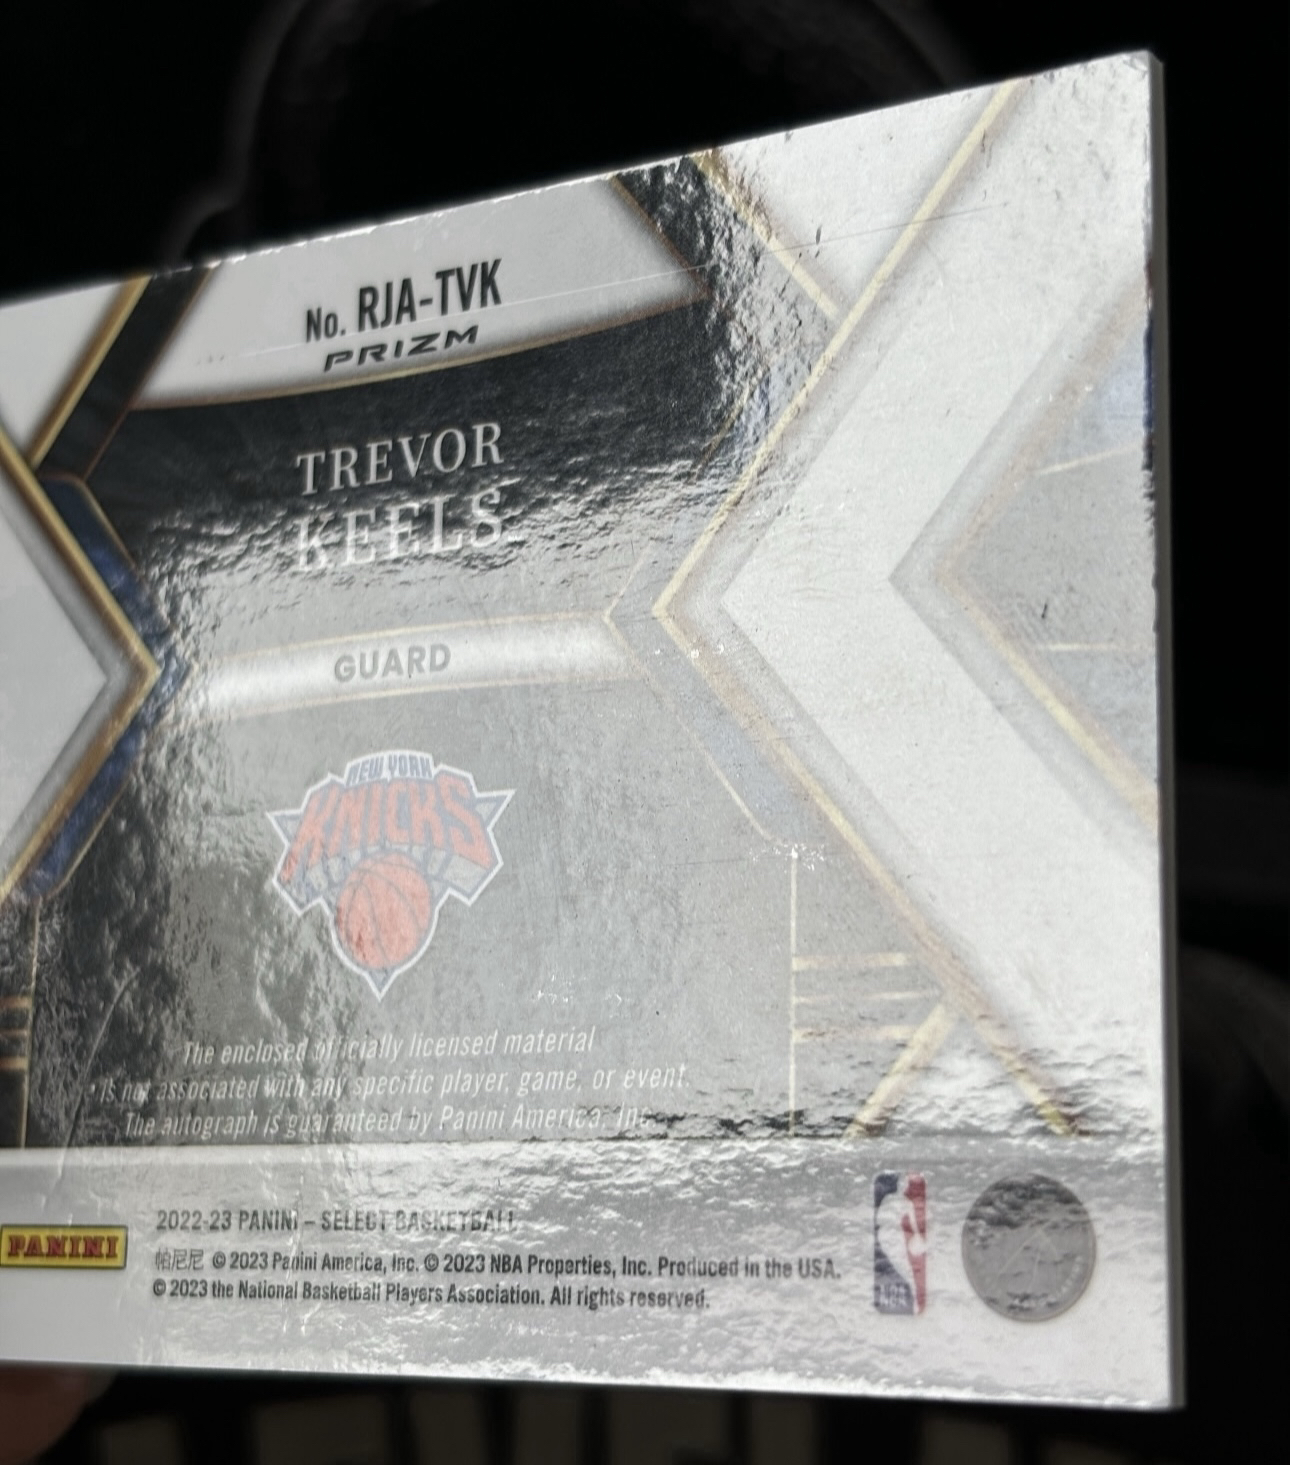 No. RJA-TVK
PRIZM
TREVOR
KEELS
GUARD
NEW YORK
KNICKS
The enclosed officially licensed material
is not associated with any specific player, game, or event.
The autograph is guaranteed by Panini America, Inc.
PANINI
2022-23 PANINI – SELECT BASKETBALL
帕尼尼 © 2023 Panini America, Inc. © 2023 NBA Properties, Inc. Produced in the USA.
© 2023 the National Basketball Players Association. All rights reserved.
NBA